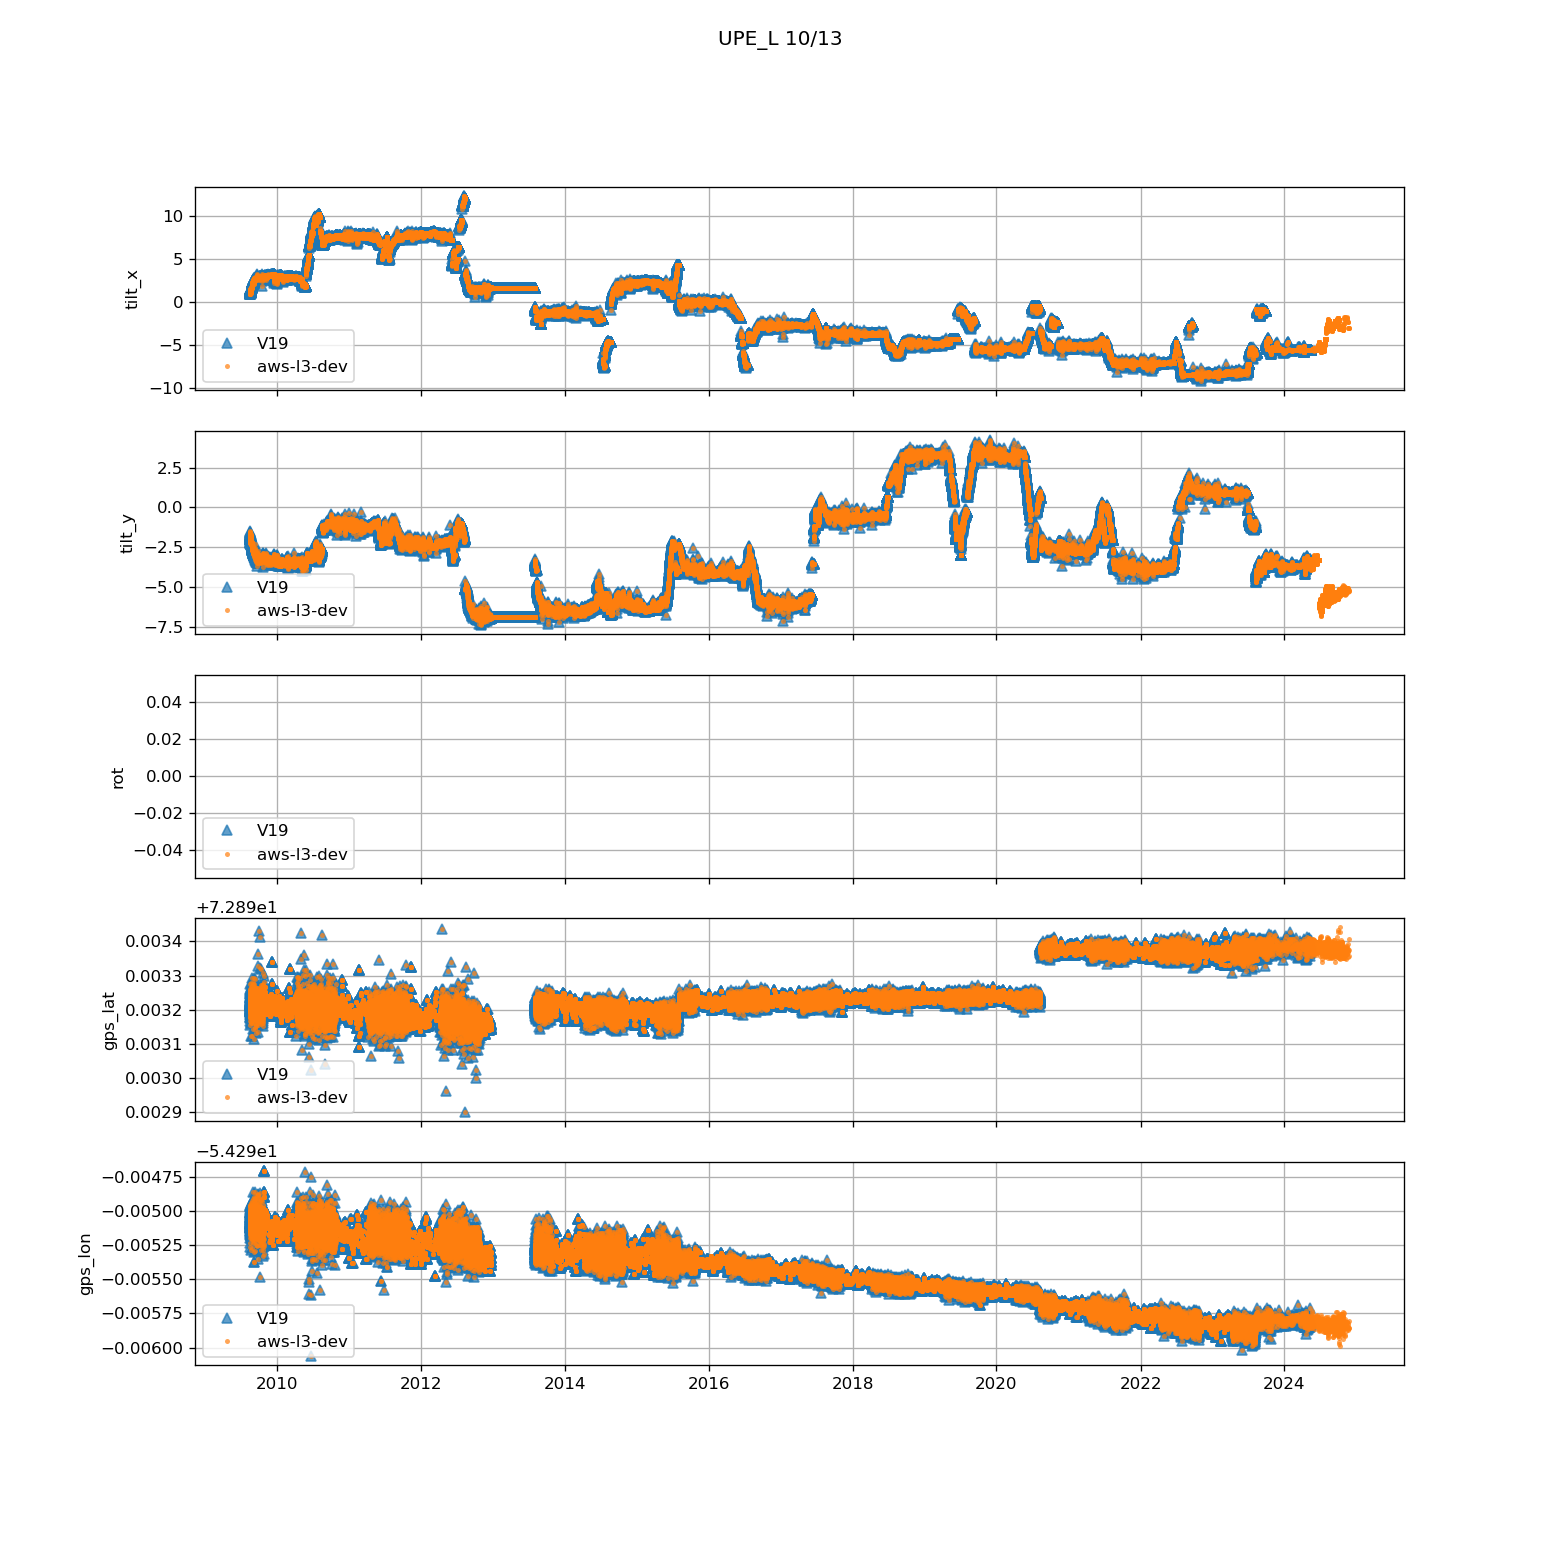 UPE_L 10/13
10
5
0
−5
−10
tilt_x
V19
aws-l3-dev
2.5
0.0
−2.5
−5.0
−7.5
tilt_y
V19
aws-l3-dev
0.04
0.02
0.00
−0.02
−0.04
rot
V19
aws-l3-dev
+7.289e1
0.0034
0.0033
0.0032
0.0031
0.0030
0.0029
gps_lat
V19
aws-l3-dev
−5.429e1
−0.00475
−0.00500
−0.00525
−0.00550
−0.00575
−0.00600
gps_lon
V19
aws-l3-dev
2010 2012 2014 2016 2018 2020 2022 2024